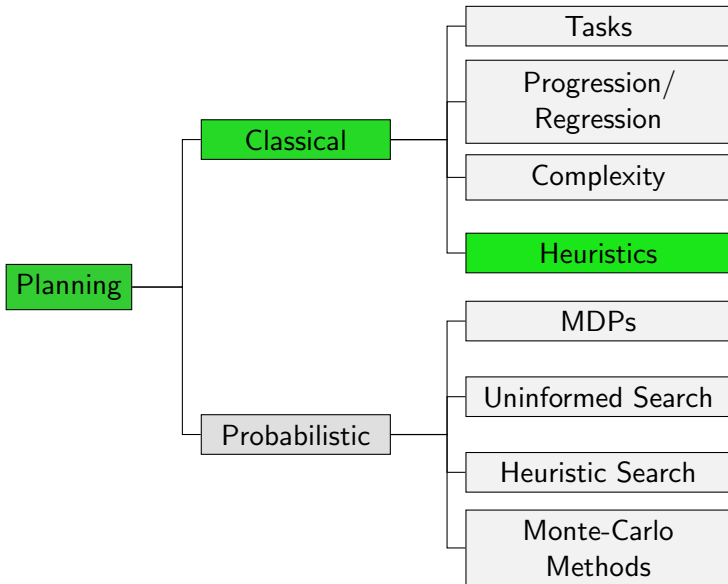 Planning
Classical
Tasks
Progression/
Regression
Complexity
Heuristics
Probabilistic
MDPs
Uninformed Search
Heuristic Search
Monte-Carlo
Methods